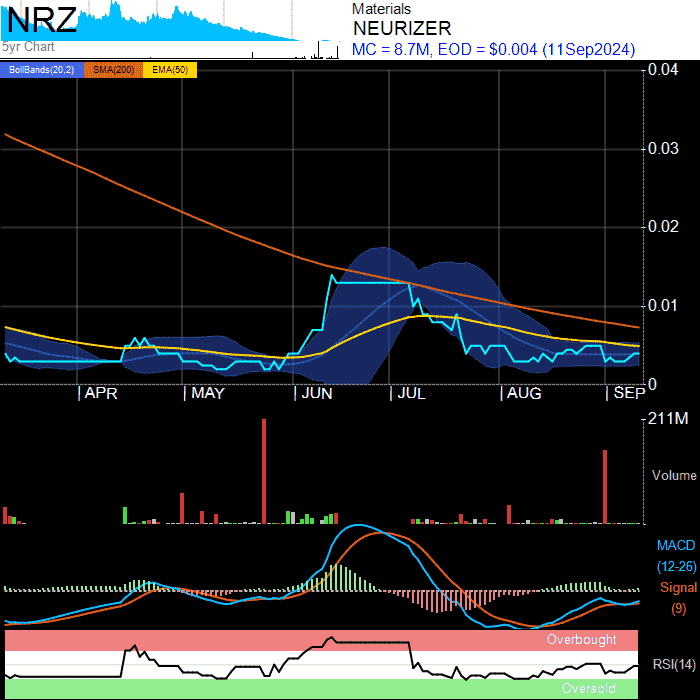 NRZ
5yr Chart
Materials
NEURIZER
MC = 8.7M, EOD = $0.004 (11Sep2024)
BollBands(20,2) SMA(200) EMA(50)
0.04
0.03
0.02
0.01
0
APR MAY JUN JUL AUG SEP
211M
Volume
MACD
(12-26)
Signal
(9)
Overbought
RSI(14)
Oversold